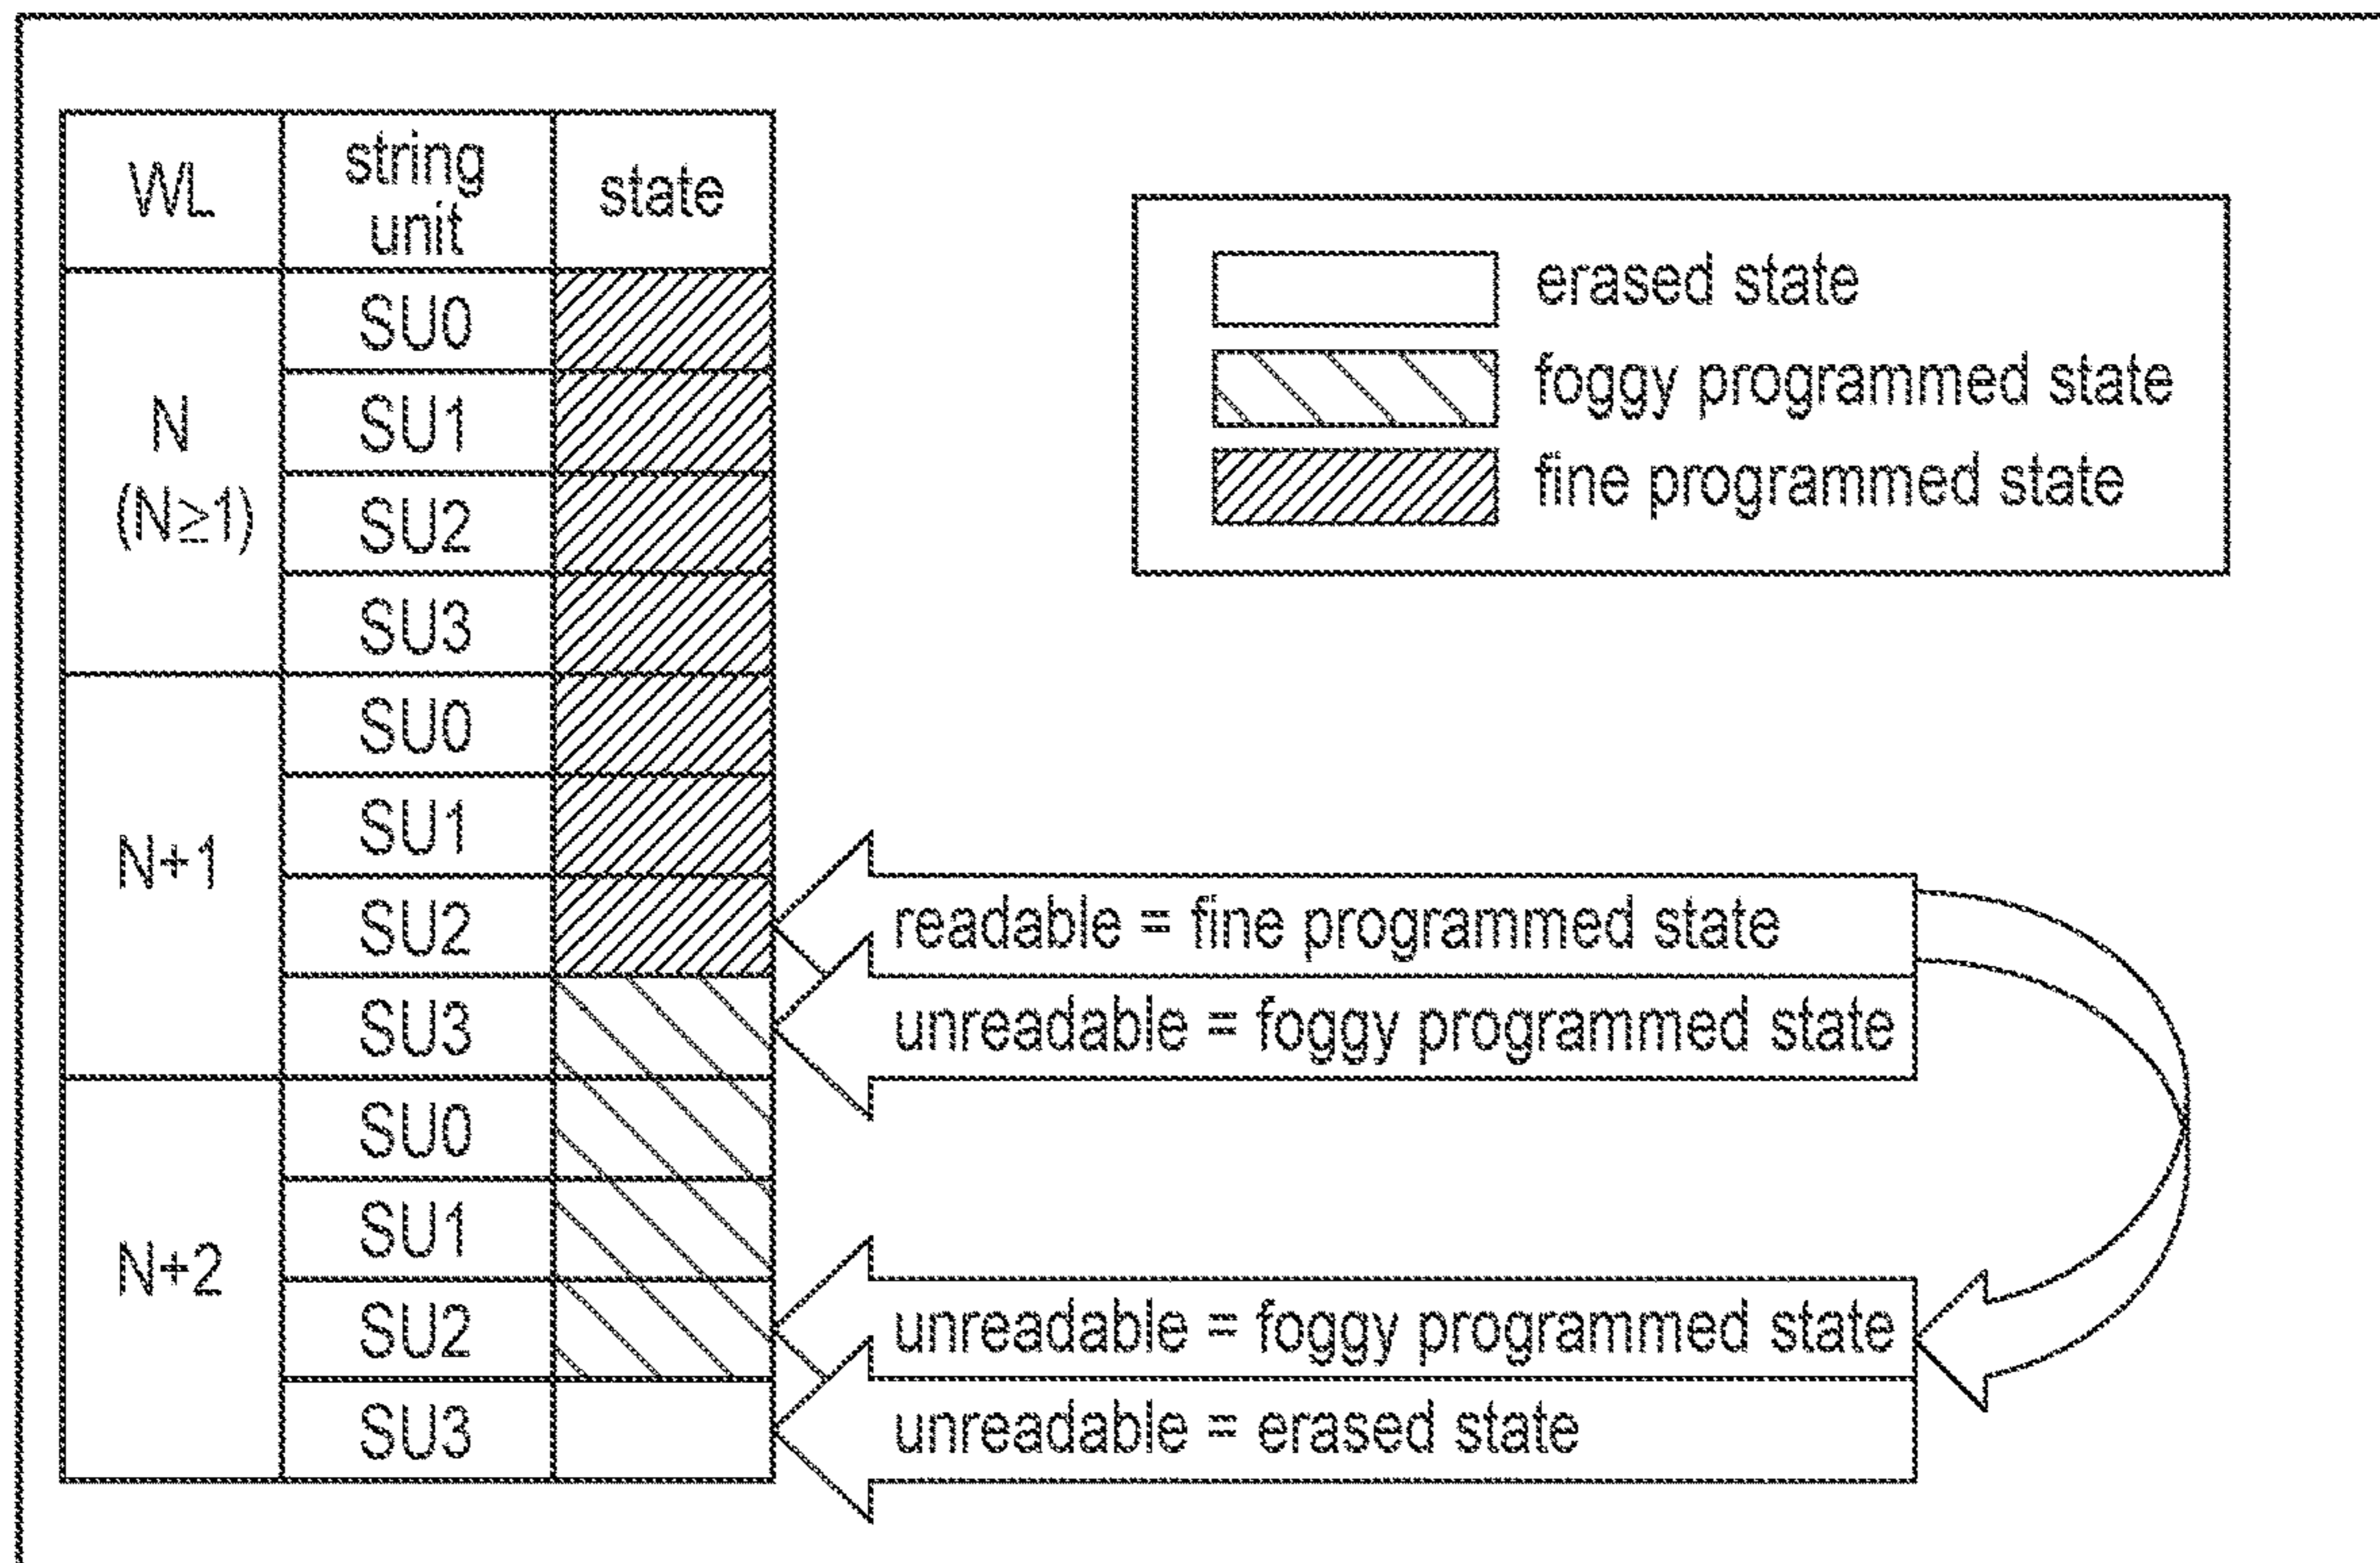 WL
string
unit
state
N
(N≥1)
SU0
SU1
SU2
SU3
N+1
SU0
SU1
SU2
SU3
N+2
SU0
SU1
SU2
SU3
erased state
foggy programmed state
fine programmed state
readable = fine programmed state
unreadable = foggy programmed state
unreadable = foggy programmed state
unreadable = erased state